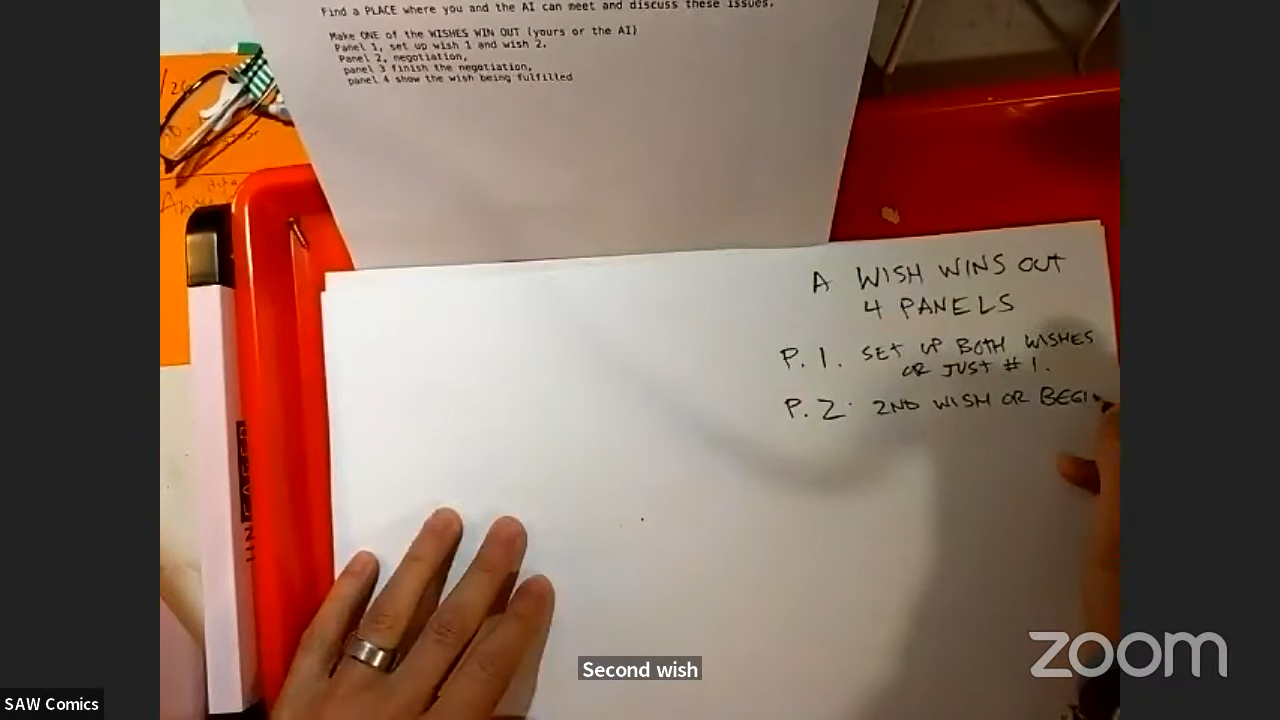 Find a PLACE where you and the AI can meet and discuss these issues.
Make ONE of the WISHES WIN OUT (yours or the AI)
Panel 1, set up wish 1 and wish 2,
Panel 2, negotiation,
panel 3 finish the negotiation,
panel 4 show the wish being fulfilled
A WISH WINS OUT
4 PANELS
P. 1. SET UP BOTH WISHES
OR JUST # 1.
P. 2. 2ND WISH OR BEGIN
Second wish
zoom
SAW Comics